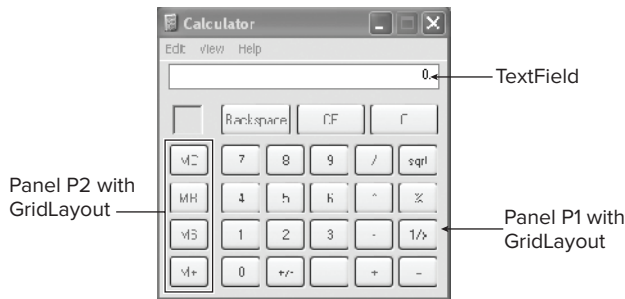 Calculator
Edit View Help
0.
TextField
Backspace CE C
MC 7 8 9 / sqrt
Panel P2 with
GridLayout
MR 4 5 6 * %
Panel P1 with
GridLayout
MS 1 2 3 - 1/x
M+ 0 +/- +